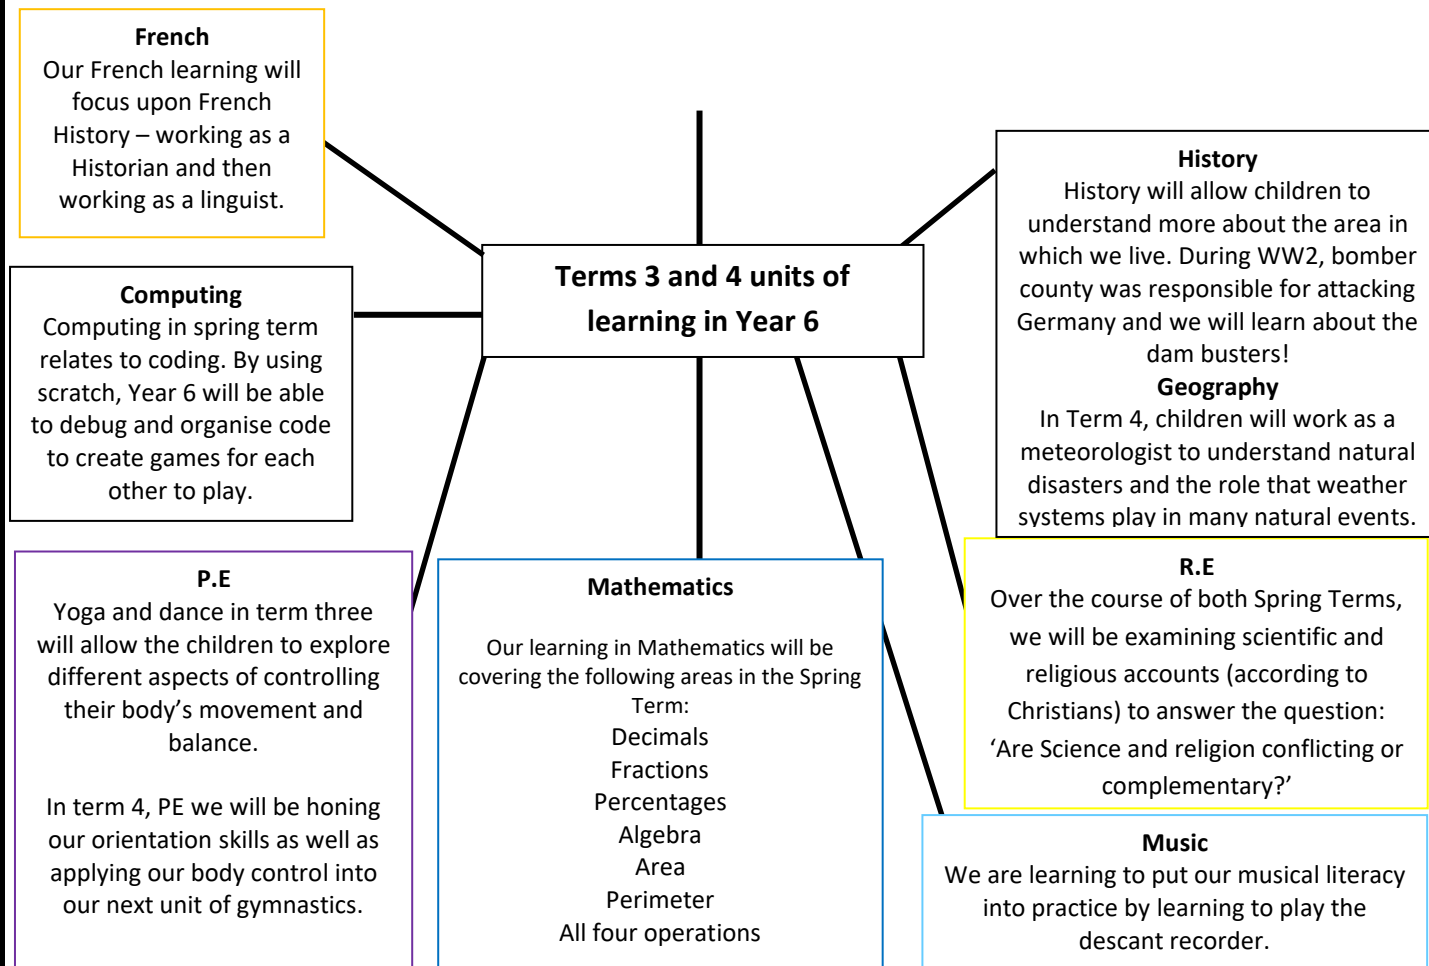 French
Our French learning will
focus upon French
History – working as a
Historian and then
working as a linguist.
Computing
Computing in spring term
relates to coding. By using
scratch, Year 6 will be able
to debug and organise code
to create games for each
other to play.
P.E
Yoga and dance in term three
will allow the children to explore
different aspects of controlling
their body’s movement and
balance.
In term 4, PE we will be honing
our orientation skills as well as
applying our body control into
our next unit of gymnastics.
Terms 3 and 4 units of
learning in Year 6
Mathematics
Our learning in Mathematics will be
covering the following areas in the Spring
Term:
Decimals
Fractions
Percentages
Algebra
Area
Perimeter
All four operations
History
History will allow children to
understand more about the area in
which we live. During WW2, bomber
county was responsible for attacking
Germany and we will learn about the
dam busters!
Geography
In Term 4, children will work as a
meteorologist to understand natural
disasters and the role that weather
systems play in many natural events.
R.E
Over the course of both Spring Terms,
we will be examining scientific and
religious accounts (according to
Christians) to answer the question:
‘Are Science and religion conflicting or
complementary?’
Music
We are learning to put our musical literacy
into practice by learning to play the
descant recorder.